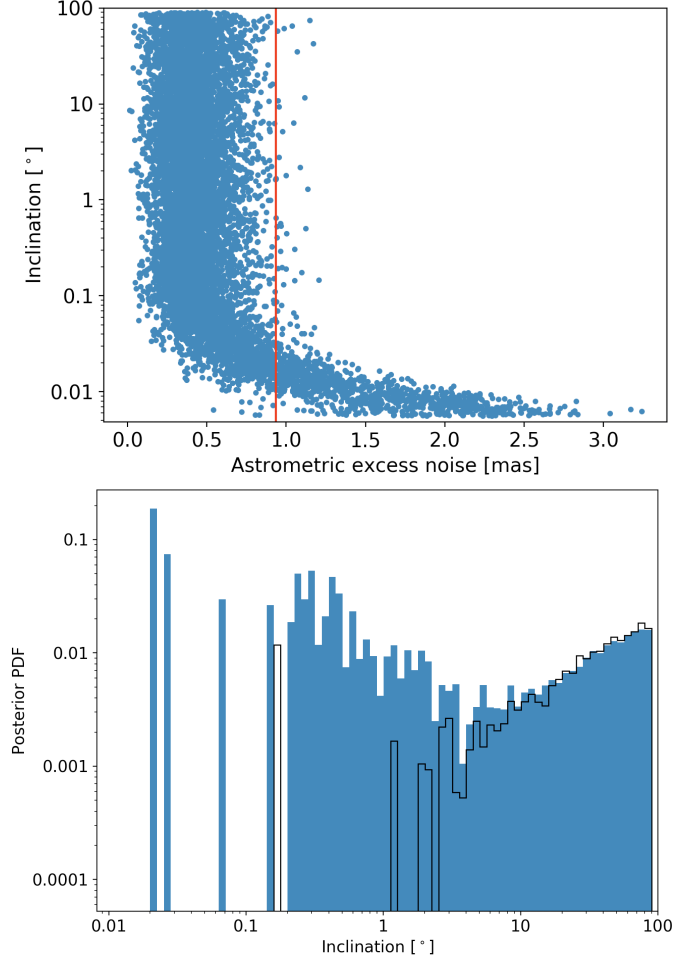 100
10
1
0.1
0.01
Inclination [ ° ]
0.0 0.5 1.0 1.5 2.0 2.5 3.0
Astrometric excess noise [mas]
0.1
0.01
0.001
0.0001
Posterior PDF
0.01 0.1 1 10 100
Inclination [ ° ]